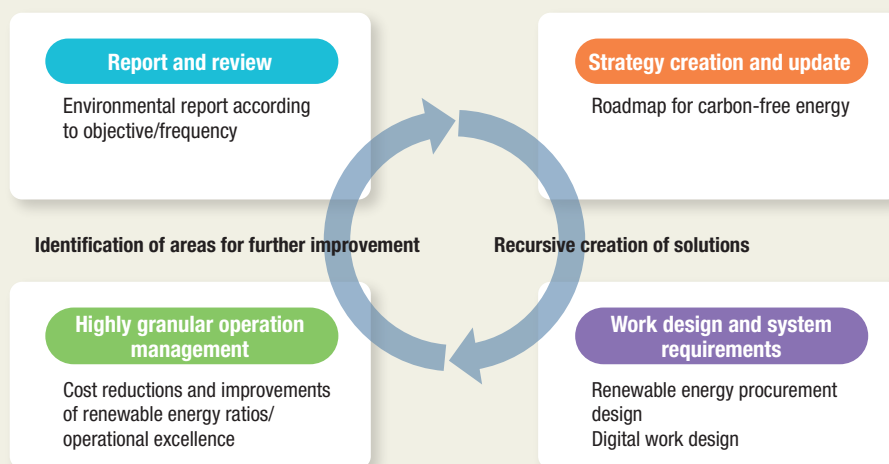 Report and review
Environmental report according
to objective/frequency
Strategy creation and update
Roadmap for carbon-free energy
Identification of areas for further improvement
Recursive creation of solutions
Highly granular operation
management
Cost reductions and improvements
of renewable energy ratios/
operational excellence
Work design and system
requirements
Renewable energy procurement
design
Digital work design